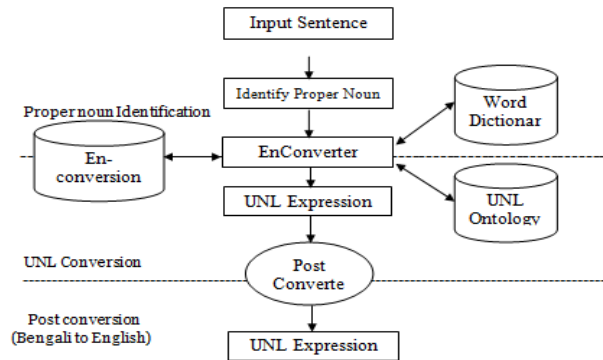 Input Sentence
Identify Proper Noun
Word
Dictionar
Proper noun Identification
En-
conversion
EnConverter
UNL Expression
UNL
Ontology
UNL Conversion
Post
Converte
Post conversion
(Bengali to English)
UNL Expression